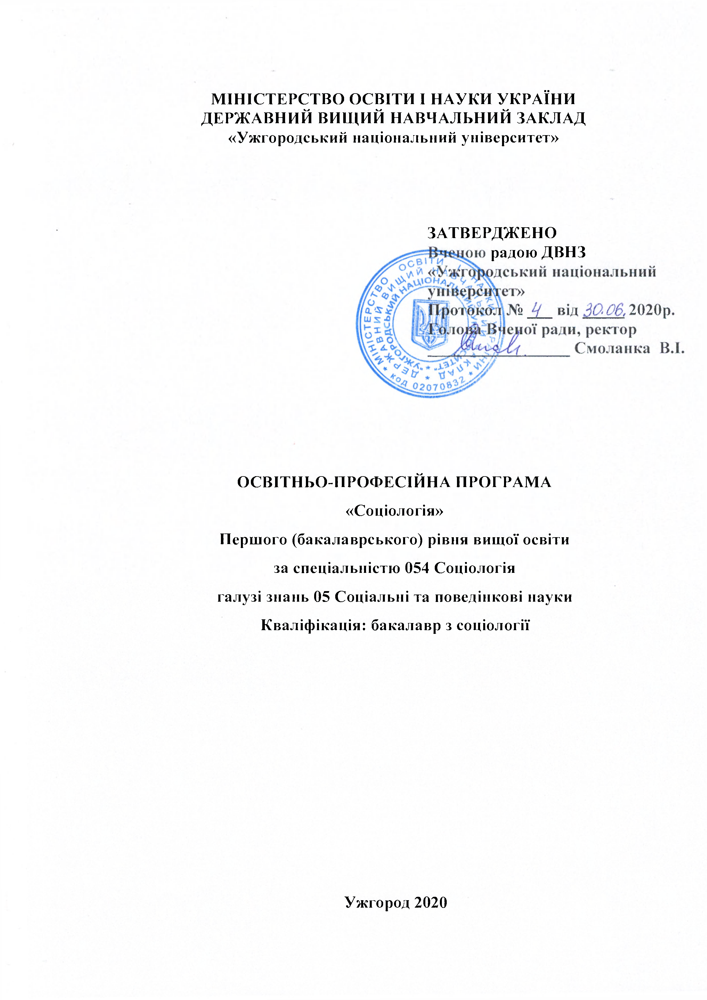 МІНІСТЕРСТВО ОСВІТИ І НАУКИ УКРАЇНИ
ДЕРЖАВНИЙ ВИЩИЙ НАВЧАЛЬНИЙ ЗАКЛАД
«Ужгородський національний університет»
ЗАТВЕРДЖЕНО
Вченою радою ДВНЗ
«Ужгородський національний
університет»
Протокол № 4 від 30.06.2020р.
Голова Вченої ради, ректор
Смоланка В.І.
МІНІСТЕРСТВО ОСВІТИ І НАУКИ УКРАЇНИ * код 02070832 *
ДЕРЖАВНИЙ ВИЩИЙ НАВЧАЛЬНИЙ ЗАКЛАД *
"УЖГОРОДСЬКИЙ НАЦІОНАЛЬНИЙ УНІВЕРСИТЕТ" *
ОСВІТНЬО-ПРОФЕСІЙНА ПРОГРАМА
«Соціологія»
Першого (бакалаврського) рівня вищої освіти
за спеціальністю 054 Соціологія
галузі знань 05 Соціальні та поведінкові науки
Кваліфікація: бакалавр з соціології
Ужгород 2020